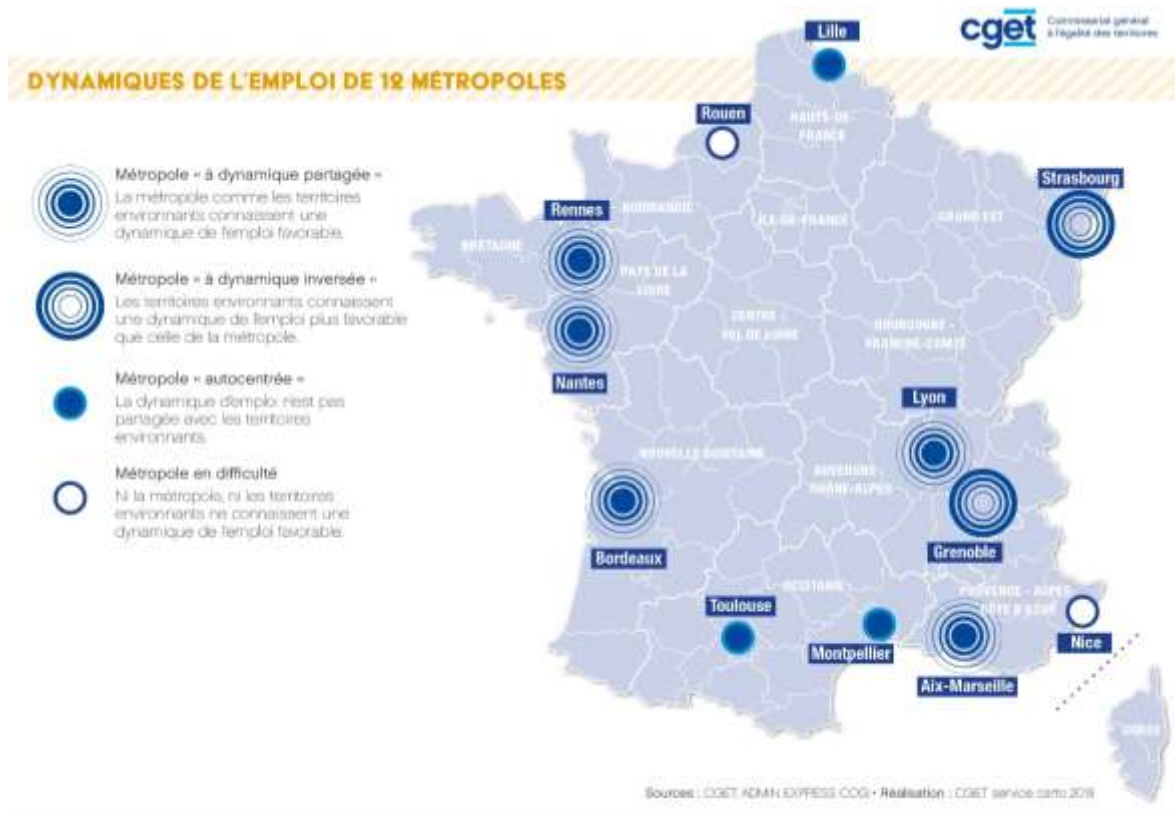 cget
Commissariat général
à l'égalité des territoires
DYNAMIQUES DE L'EMPLOI DE 12 MÉTROPOLES
Métropole « à dynamique partagée »
La métropole comme les territoires
environnants connaissent une
dynamique de l'emploi favorable.
Métropole « à dynamique inversée »
Les territoires environnants connaissent
une dynamique de l'emploi plus favorable
que celle de la métropole.
Métropole « autocentrée »
La dynamique d'emploi n'est pas
partagée avec les territoires
environnants.
Métropole en difficulté
Ni la métropole, ni les territoires
environnants ne connaissent une
dynamique de l'emploi favorable.
Lille
HAUTS-DE-
FRANCE
Rouen
Strasbourg
Rennes
NORMANDIE
ÎLE-DE-FRANCE
GRAND EST
BRETAGNE
PAYS DE LA
LOIRE
CENTRE -
VAL DE LOIRE
BOURGOGNE -
FRANCHE-COMTÉ
Nantes
Lyon
NOUVELLE AQUITAINE
AUVERGNE -
RHÔNE-ALPES
Bordeaux
Grenoble
OCCITANIE
PROVENCE - ALPES
CÔTE D'AZUR
Toulouse
Montpellier
Nice
Aix-Marseille
CORSE
Sources : CGET, ADMIN EXPRESS COG • Réalisation : CGET service carto